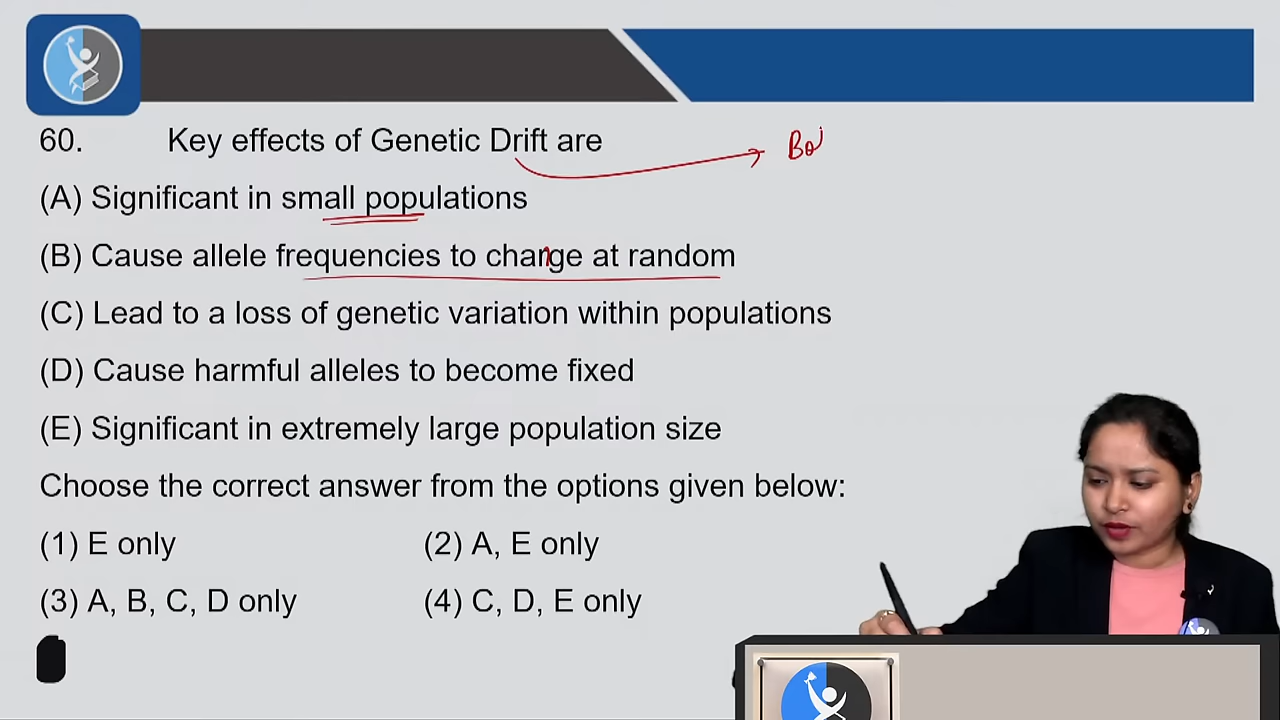 60. Key effects of Genetic Drift are
(A) Significant in small populations
(B) Cause allele frequencies to change at random
(C) Lead to a loss of genetic variation within populations
(D) Cause harmful alleles to become fixed
(E) Significant in extremely large population size
Choose the correct answer from the options given below:
(1) E only (2) A, E only
(3) A, B, C, D only (4) C, D, E only